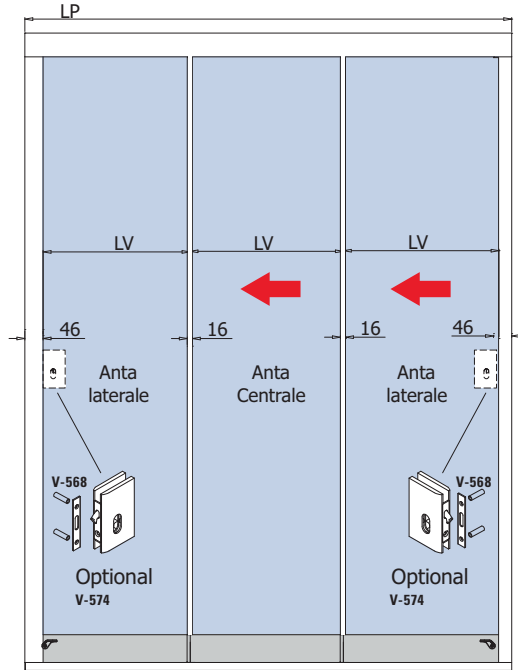 LP
LV LV LV
46 16 16 46
Anta
laterale
Anta
Centrale
Anta
laterale
V-568
V-568
Optional
V-574
Optional
V-574